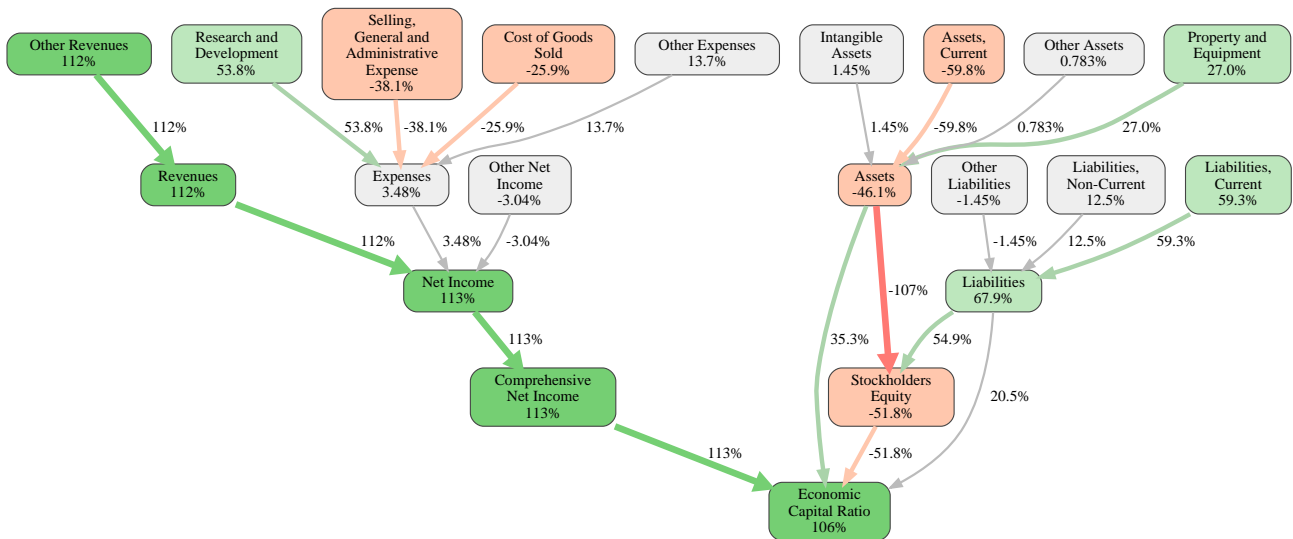 Other Revenues
112%
Research and
Development
53.8%
Selling,
General and
Administrative
Expense
-38.1%
Cost of Goods
Sold
-25.9%
Other Expenses
13.7%
Intangible
Assets
1.45%
Assets,
Current
-59.8%
Other Assets
0.783%
Property and
Equipment
27.0%
112%
53.8%
-38.1%
-25.9%
13.7%
1.45%
-59.8%
0.783%
27.0%
Revenues
112%
Expenses
3.48%
Other Net
Income
-3.04%
Assets
-46.1%
Other
Liabilities
-1.45%
Liabilities,
Non-Current
12.5%
Liabilities,
Current
59.3%
112%
3.48%
-3.04%
-1.45%
12.5%
59.3%
Net Income
113%
-107%
Liabilities
67.9%
113%
35.3%
54.9%
Comprehensive
Net Income
113%
Stockholders
Equity
-51.8%
20.5%
113%
-51.8%
Economic
Capital Ratio
106%